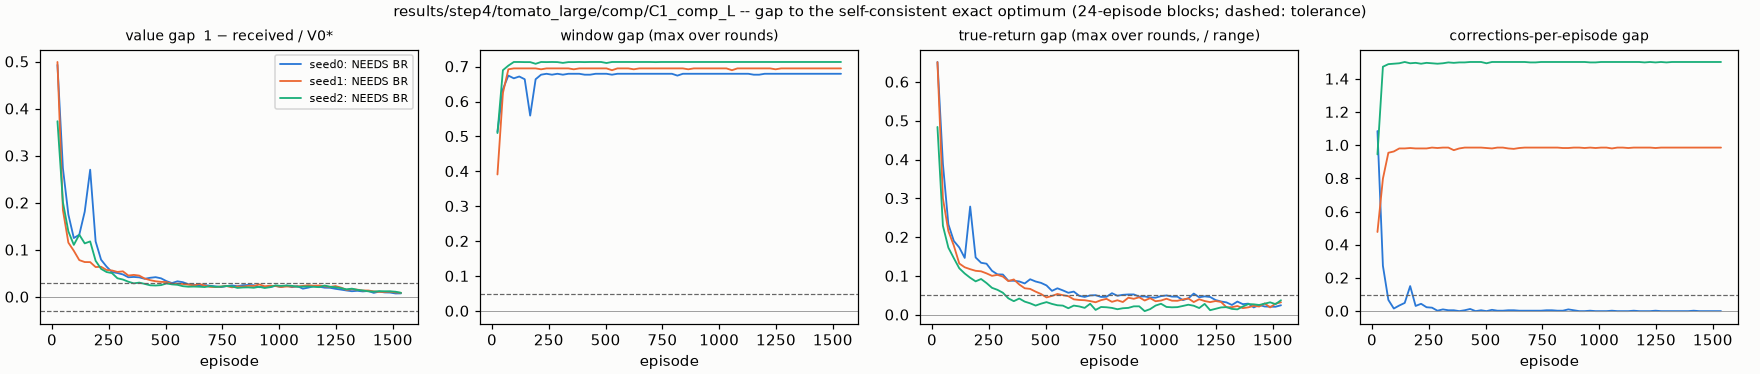 results/step4/tomato_large/comp/C1_comp_L -- gap to the self-consistent exact optimum (24-episode blocks; dashed: tolerance)
value gap 1 − received / V0*
0.5
0.4
0.3
0.2
0.1
0.0
seed0: NEEDS BR
seed1: NEEDS BR
seed2: NEEDS BR
0 250 500 750 1000 1250 1500
episode
window gap (max over rounds)
0.7
0.6
0.5
0.4
0.3
0.2
0.1
0.0
0 250 500 750 1000 1250 1500
episode
true-return gap (max over rounds, / range)
0.6
0.5
0.4
0.3
0.2
0.1
0.0
0 250 500 750 1000 1250 1500
episode
corrections-per-episode gap
1.4
1.2
1.0
0.8
0.6
0.4
0.2
0.0
0 250 500 750 1000 1250 1500
episode